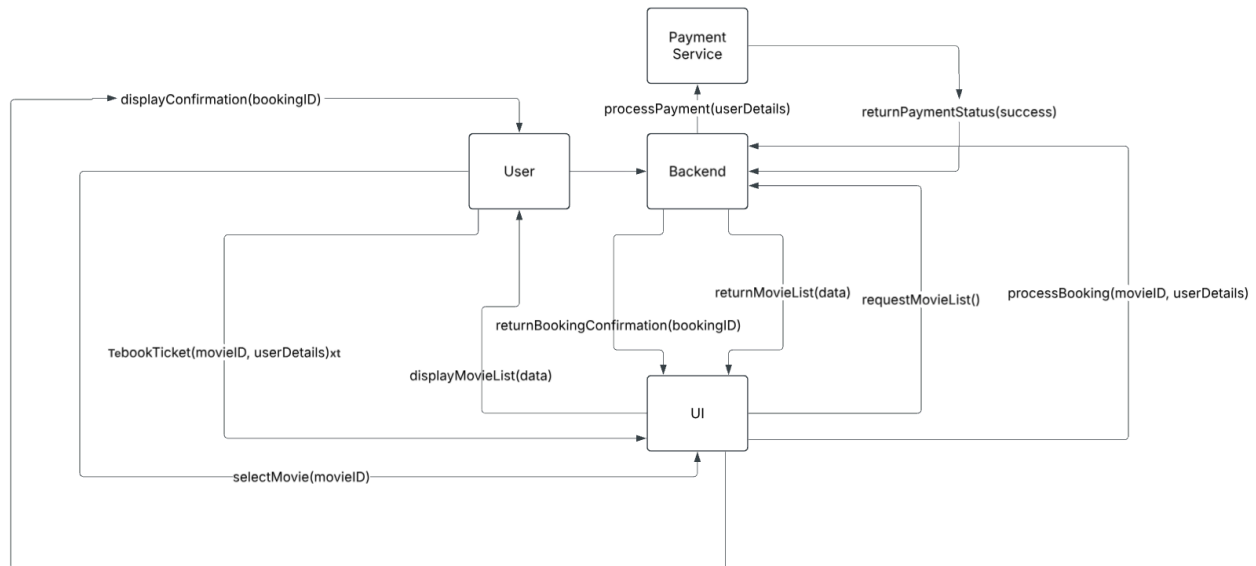 Payment
Service
displayConfirmation(bookingID)
processPayment(userDetails)
returnPaymentStatus(success)
User
Backend
returnMovieList(data)
requestMovieList()
processBooking(movieID, userDetails)
returnBookingConfirmation(bookingID)
TebookTicket(movieID, userDetails)xt
displayMovieList(data)
UI
selectMovie(movieID)